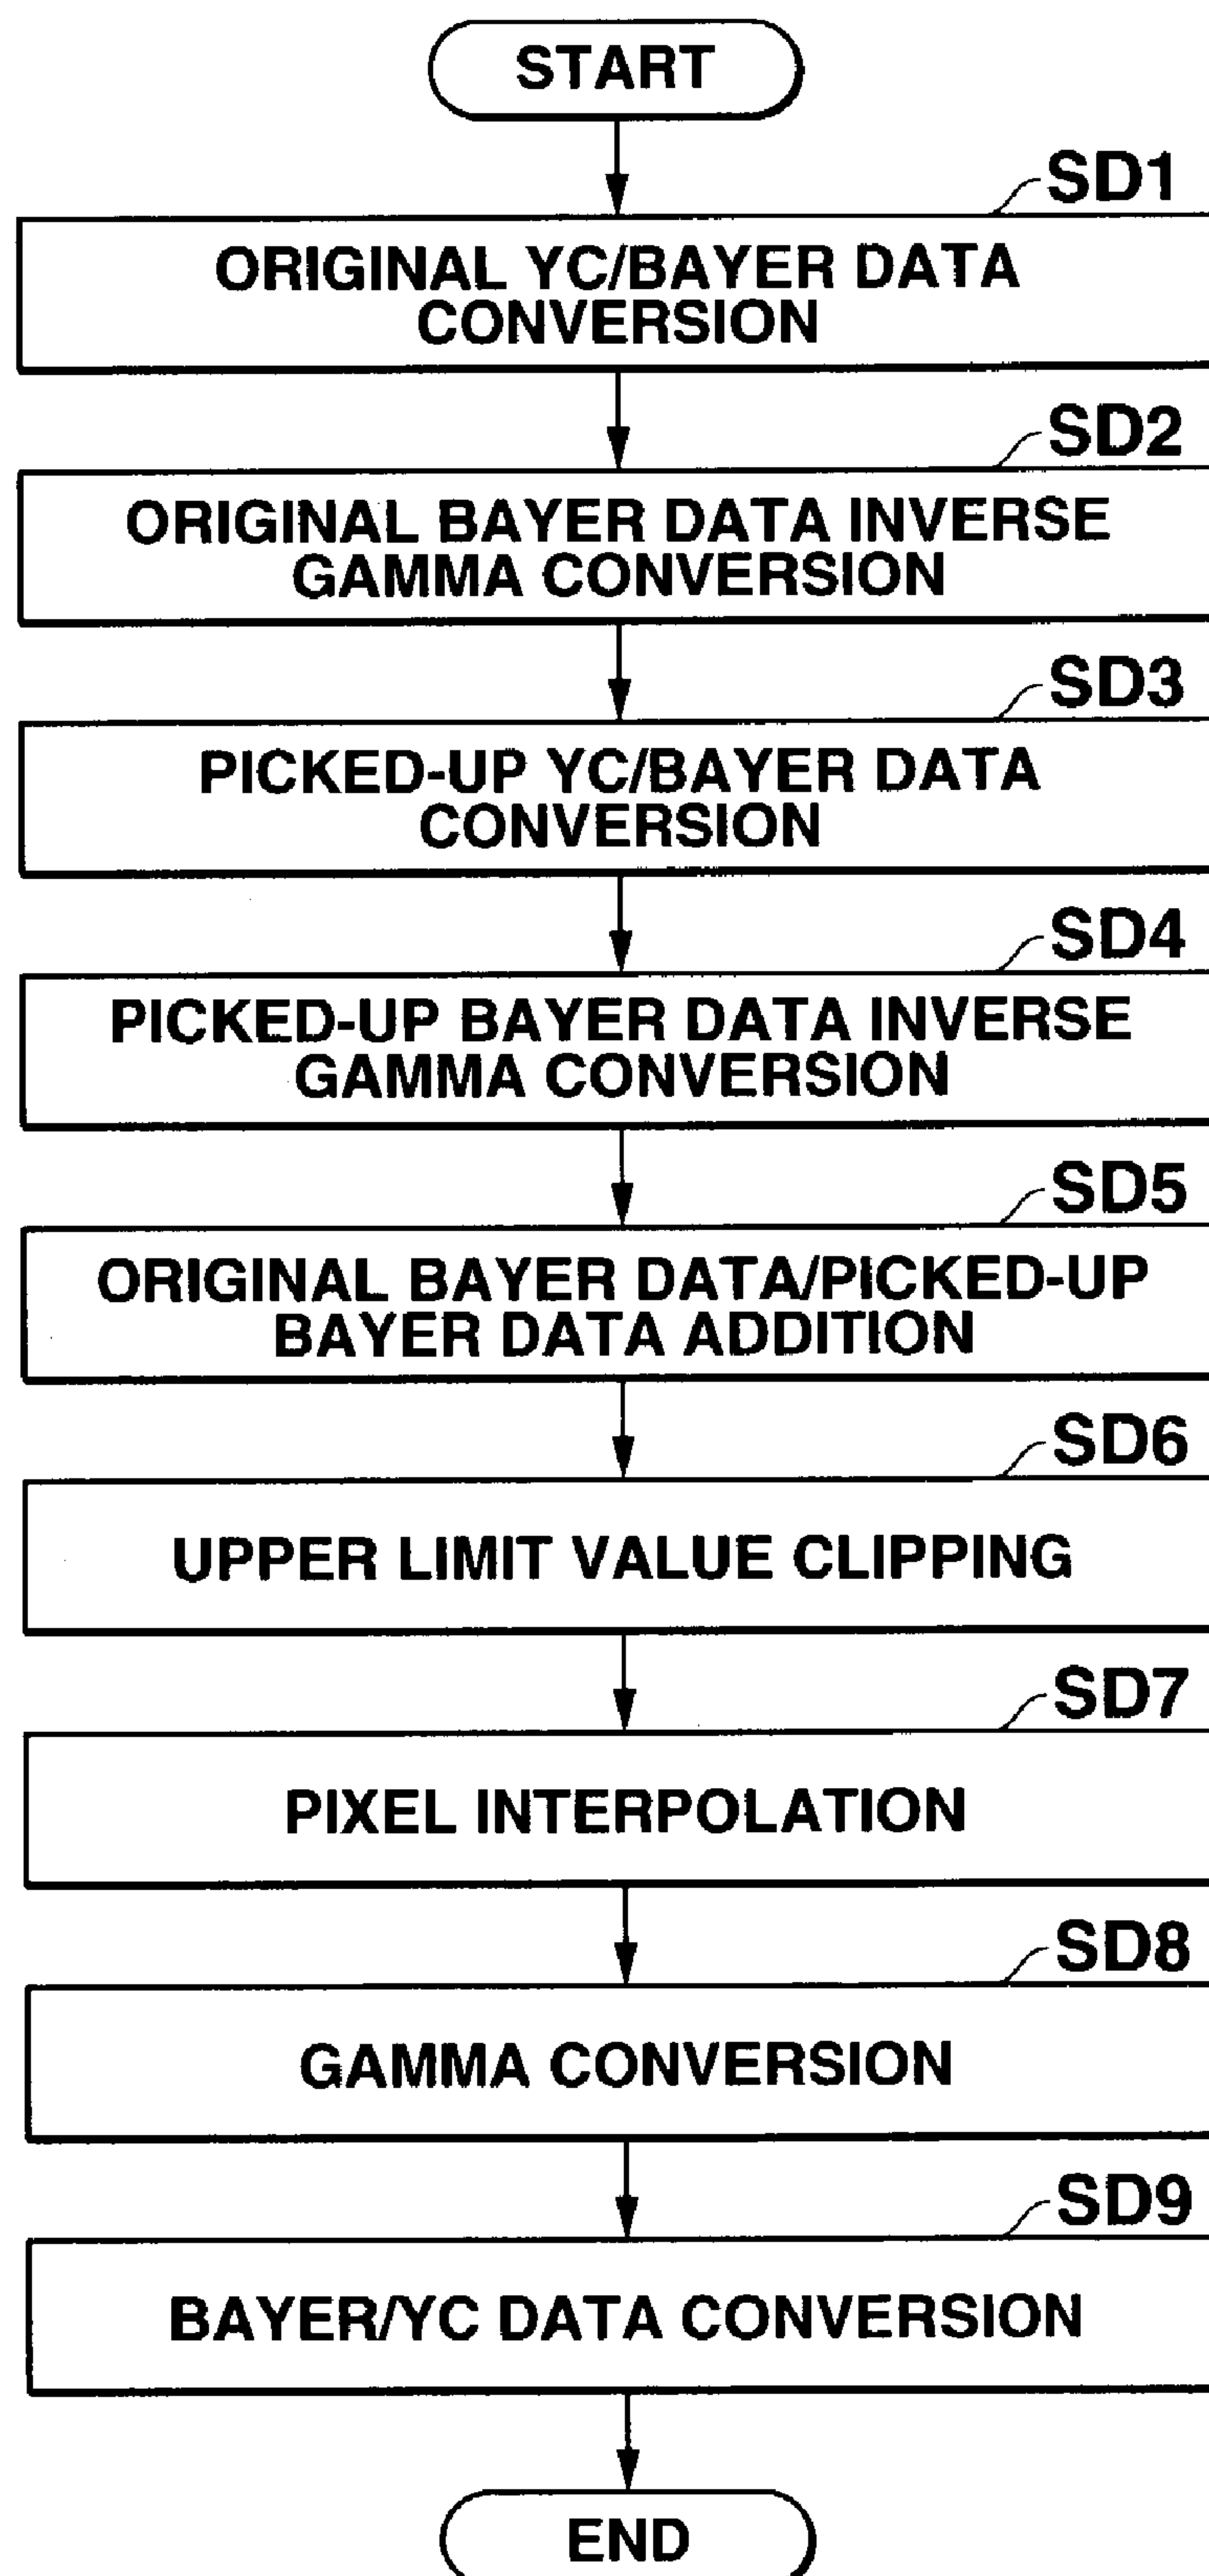 START
SD1
ORIGINAL YC/BAYER DATA
CONVERSION
SD2
ORIGINAL BAYER DATA INVERSE
GAMMA CONVERSION
SD3
PICKED-UP YC/BAYER DATA
CONVERSION
SD4
PICKED-UP BAYER DATA INVERSE
GAMMA CONVERSION
SD5
ORIGINAL BAYER DATA/PICKED-UP
BAYER DATA ADDITION
SD6
UPPER LIMIT VALUE CLIPPING
SD7
PIXEL INTERPOLATION
SD8
GAMMA CONVERSION
SD9
BAYER/YC DATA CONVERSION
END